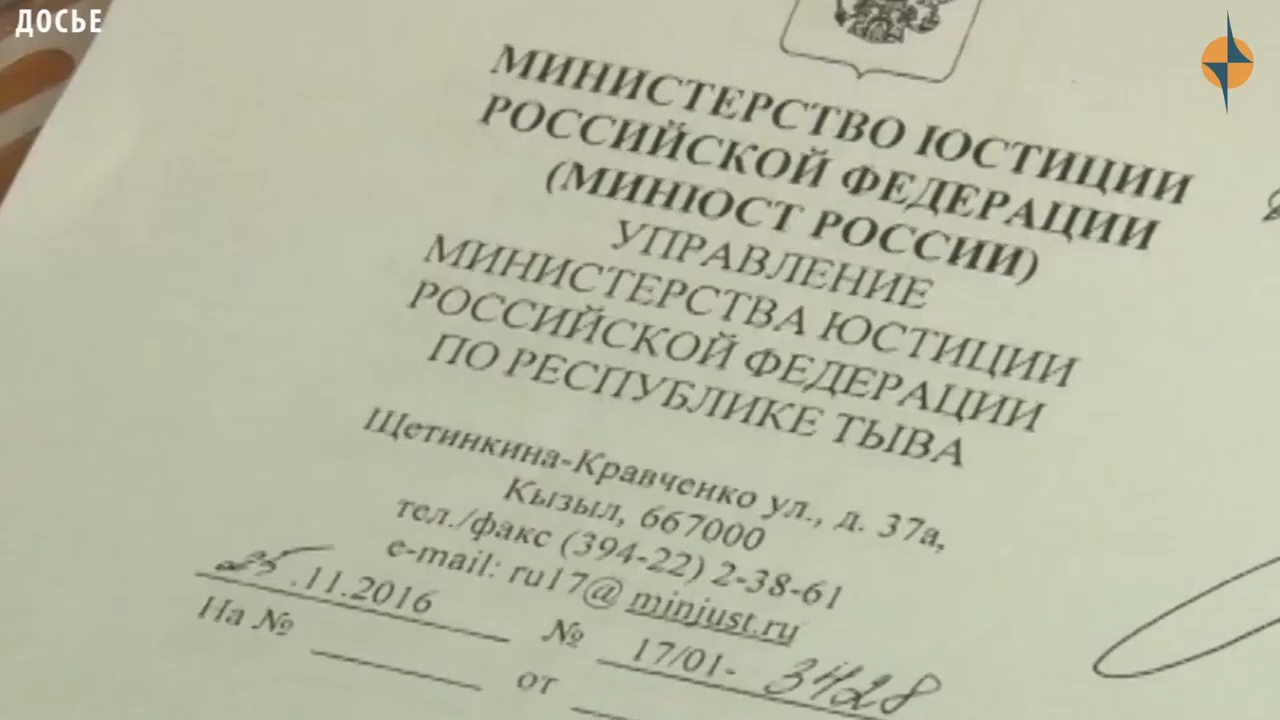 ДОСЬЕ
МИНИСТЕРСТВО ЮСТИЦИИ
РОССИЙСКОЙ ФЕДЕРАЦИИ
(МИНЮСТ РОССИИ)
УПРАВЛЕНИЕ
МИНИСТЕРСТВА ЮСТИЦИИ
РОССИЙСКОЙ ФЕДЕРАЦИИ
ПО РЕСПУБЛИКЕ ТЫВА
Щетинкина-Кравченко ул., д. 37а,
Кызыл, 667000
тел./факс (394-22) 2-38-61
e-mail: ru17@ minjust.ru
25.11.2016 № 17/01- 3428
На № от